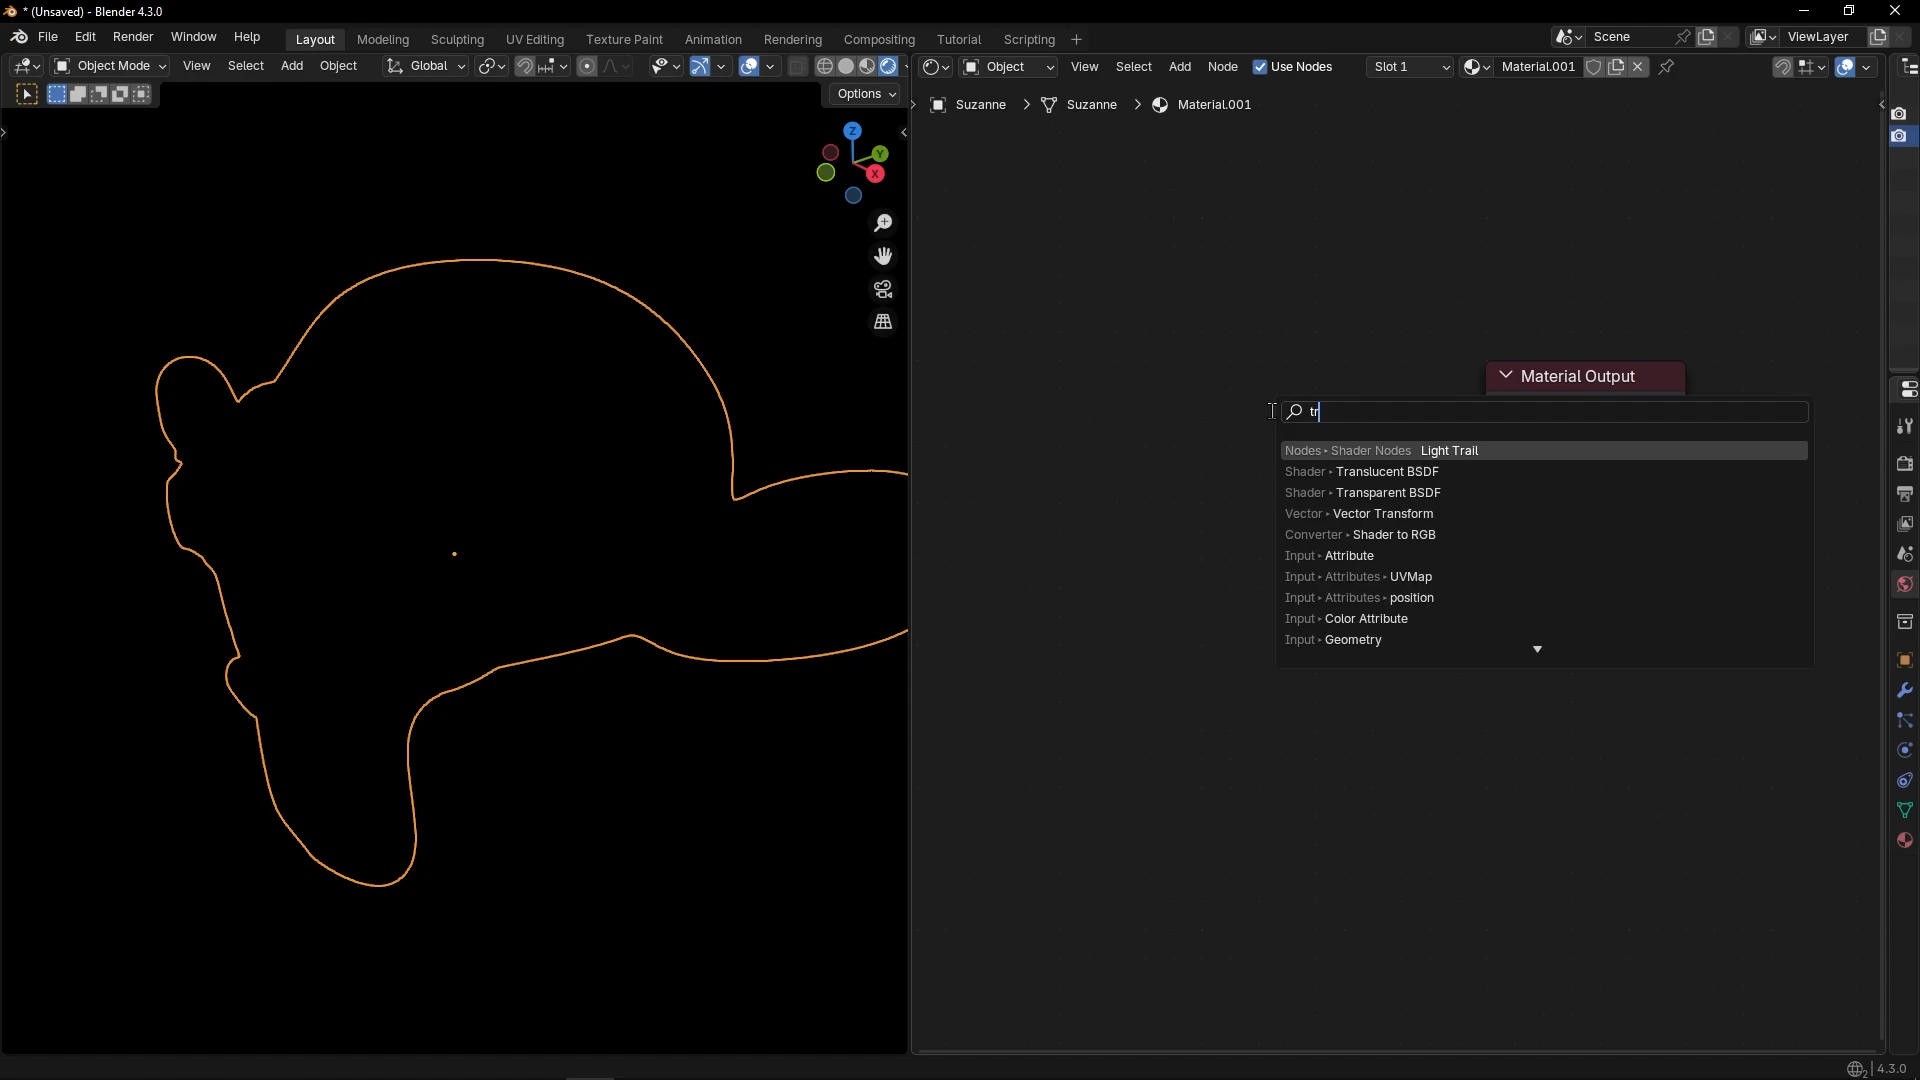 * (Unsaved) - Blender 4.3.0
File Edit Render Window Help Layout Modeling Sculpting UV Editing Texture Paint Animation Rendering Compositing Tutorial Scripting + Scene ViewLayer
Object Mode View Select Add Object Global
Object View Select Add Node Use Nodes Slot 1 Material.001
Options
Suzanne > Suzanne > Material.001
Z
Y
X
Material Output
tr
Nodes ▸ Shader Nodes Light Trail
Shader ▸ Translucent BSDF
Shader ▸ Transparent BSDF
Vector ▸ Vector Transform
Converter ▸ Shader to RGB
Input ▸ Attribute
Input ▸ Attributes ▸ UVMap
Input ▸ Attributes ▸ position
Input ▸ Color Attribute
Input ▸ Geometry
2 4.3.0